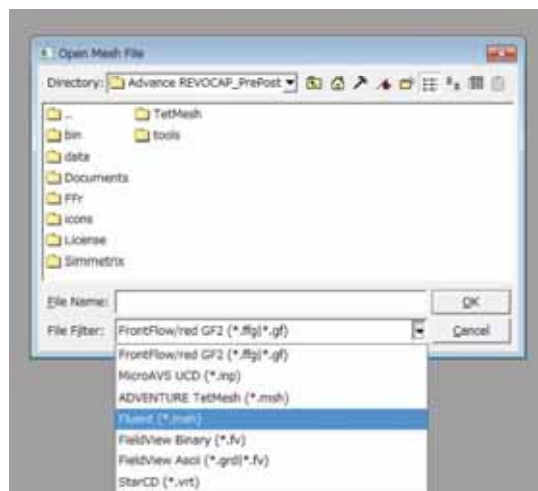 Open Mesh File
Directory: Advance REVOCAP_PrePost
..
bin
data
Documents
FFr
icons
License
Simmetrix
TetMesh
tools
File Name:
OK
File Filter: FrontFlow/red GF2 (*.ffg|*.gf)
Cancel
FrontFlow/red GF2 (*.ffg|*.gf)
MicroAVS UCD (*.inp)
ADVENTURE TetMesh (*.msh)
Fluent (*.msh)
FieldView Binary (*.fv)
FieldView Ascii (*.grd|*.fv)
StarCD (*.vrt)